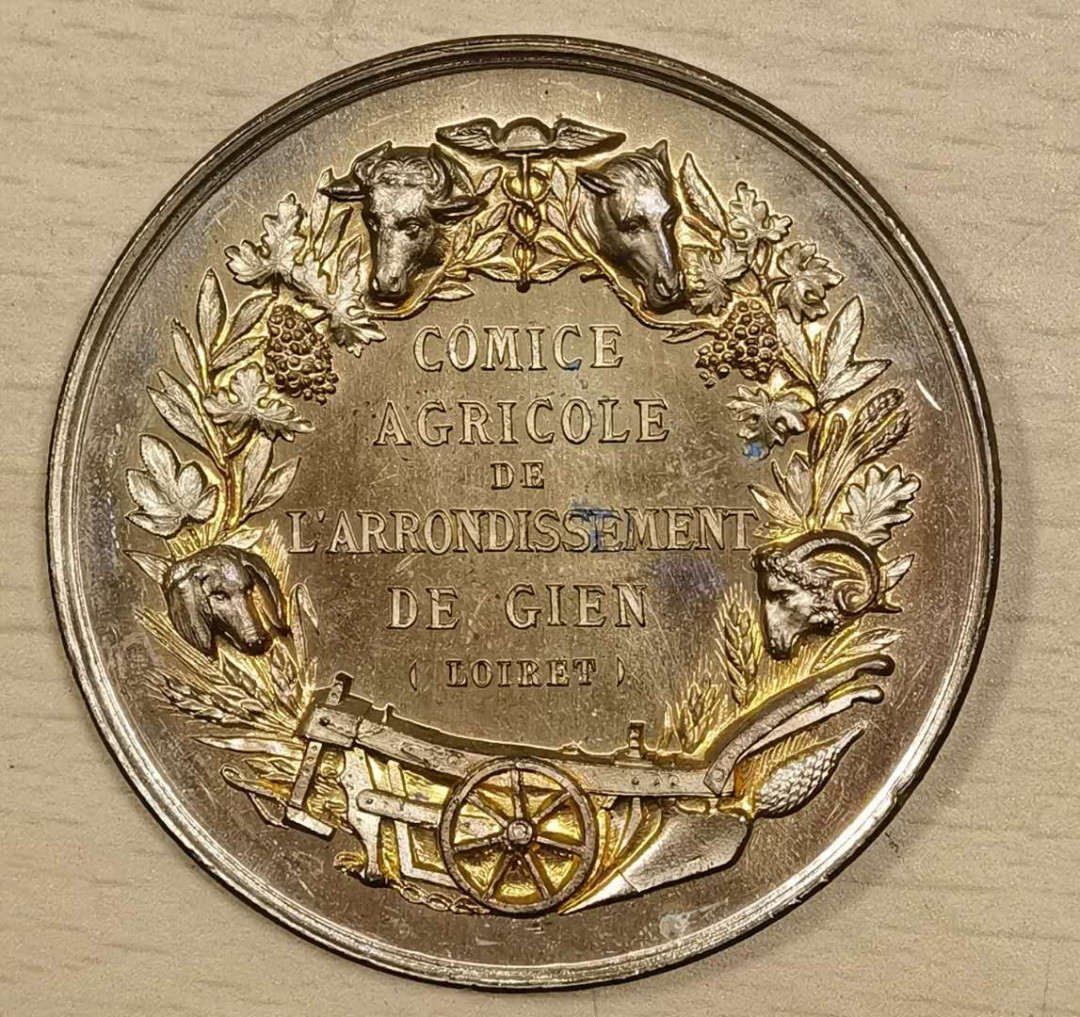 COMICE
AGRICOLE
DE
L'ARRONDISSEMENT
DE GIEN
( LOIRET )